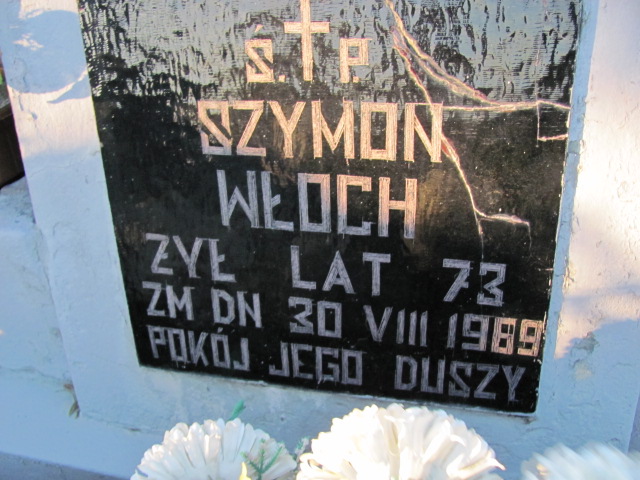 Ś. P.
SZYMON
WŁOCH
ŻYŁ LAT 73
ZM DN 30 VIII 1989
POKÓJ JEGO DUSZY